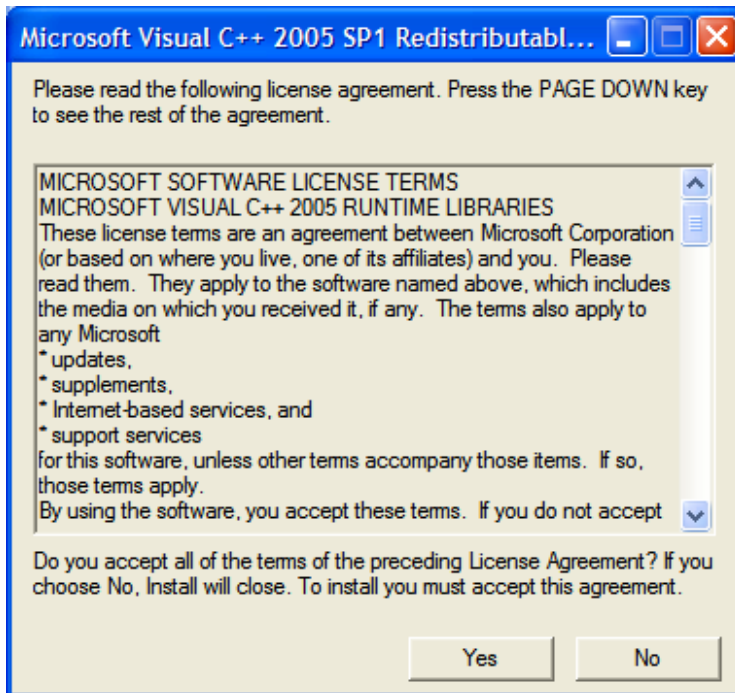 Microsoft Visual C++ 2005 SP1 Redistributabl...
Please read the following license agreement. Press the PAGE DOWN key
to see the rest of the agreement.
MICROSOFT SOFTWARE LICENSE TERMS
MICROSOFT VISUAL C++ 2005 RUNTIME LIBRARIES
These license terms are an agreement between Microsoft Corporation
(or based on where you live, one of its affiliates) and you.  Please
read them.  They apply to the software named above, which includes
the media on which you received it, if any.  The terms also apply to
any Microsoft
* updates,
* supplements,
* Internet-based services, and
* support services
for this software, unless other terms accompany those items.  If so,
those terms apply.
By using the software, you accept these terms.  If you do not accept
Do you accept all of the terms of the preceding License Agreement? If you
choose No, Install will close. To install you must accept this agreement.
Yes
No